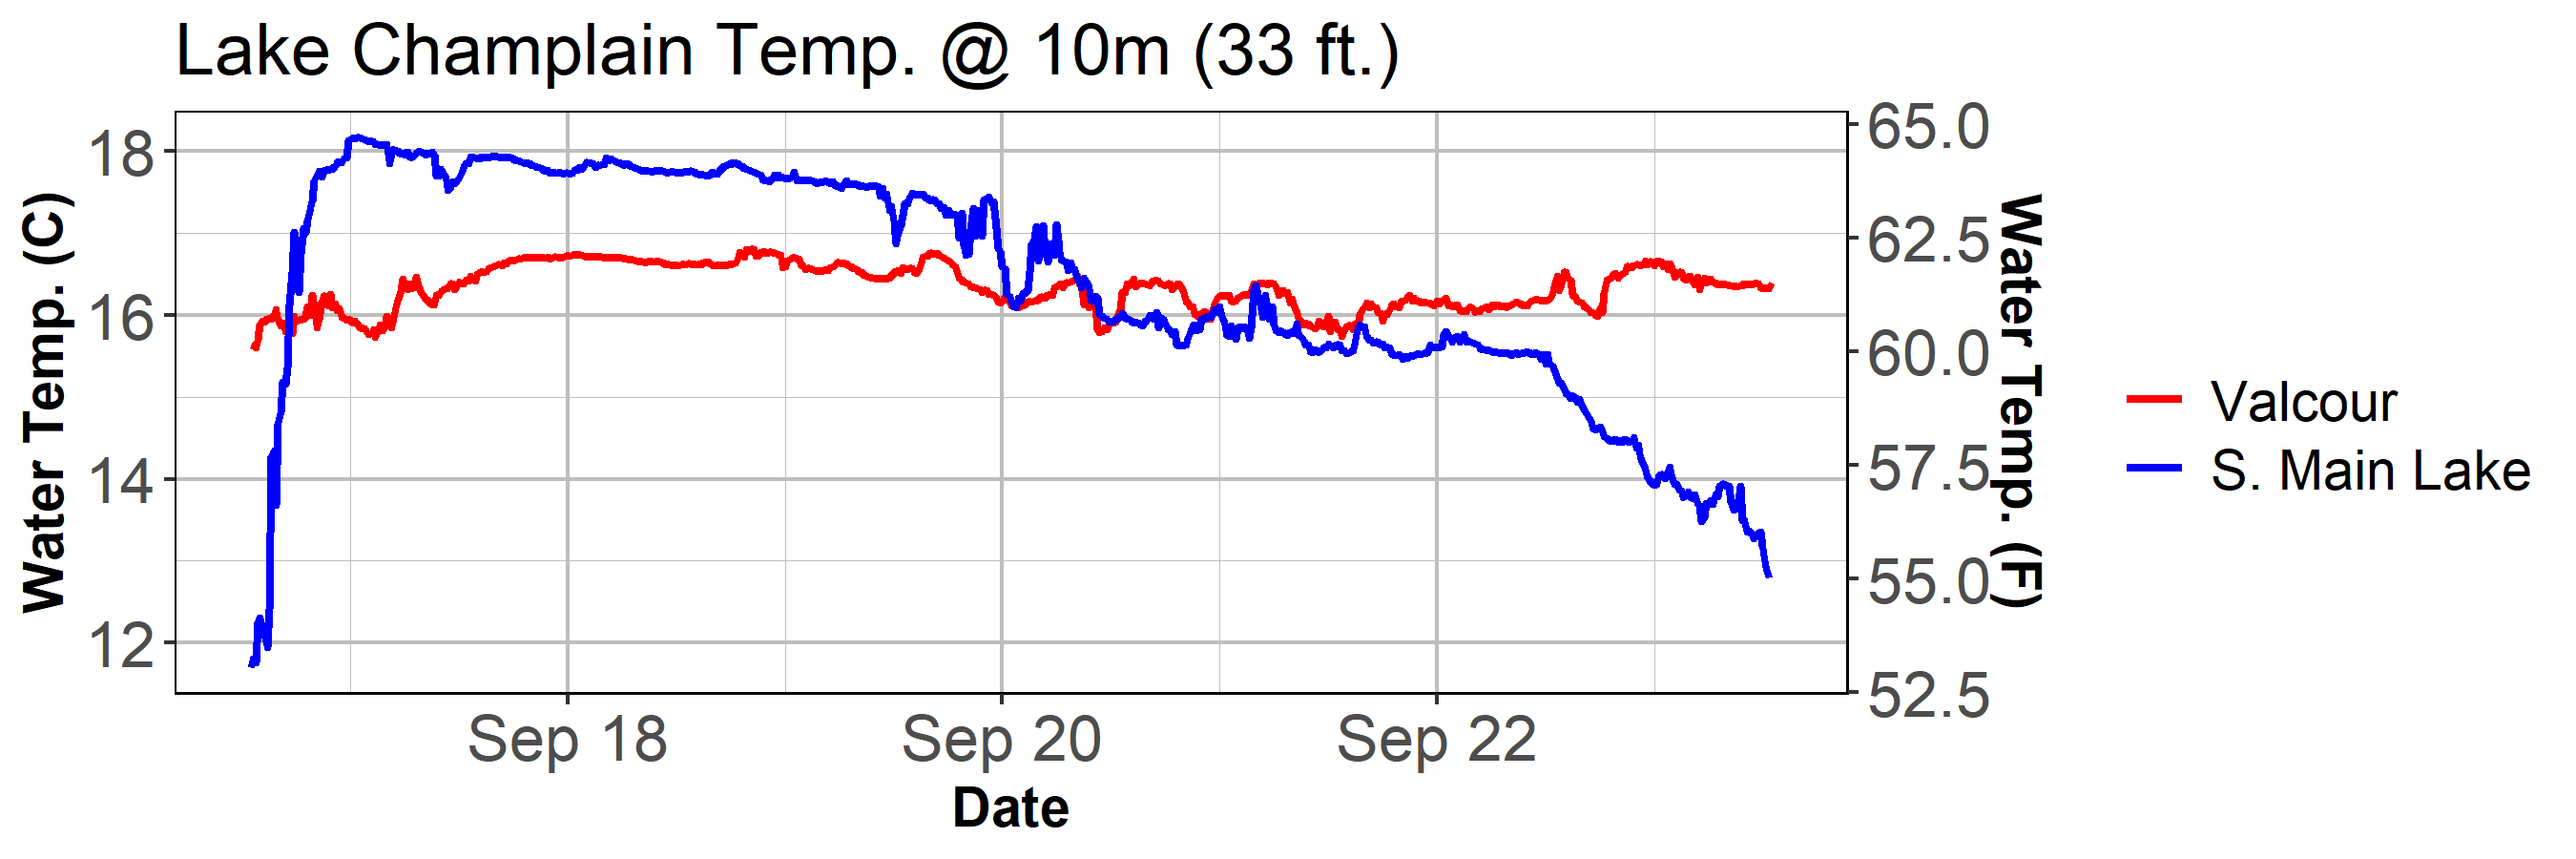 Lake Champlain Temp. @ 10m (33 ft.)
Water Temp. (C)
18
16
14
12
65.0
62.5
60.0
57.5
55.0
52.5
Water Temp. (F)
Sep 18
Sep 20
Sep 22
Date
Valcour
S. Main Lake